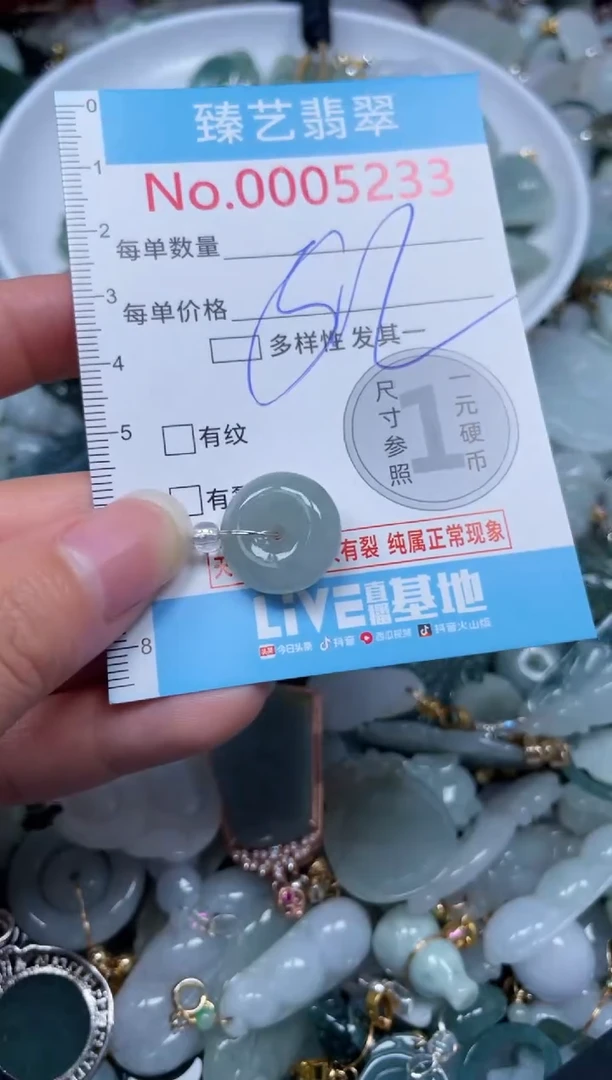 臻艺翡翠
No.0005233
每单数量
每单价格
多样性 发其一
有纹
有
尺寸参照
1
一元硬币
有裂 纯属正常现象
LiVE直播基地
今日头条 抖音 西瓜视频 抖音火山版
0
1
2
3
4
5
8